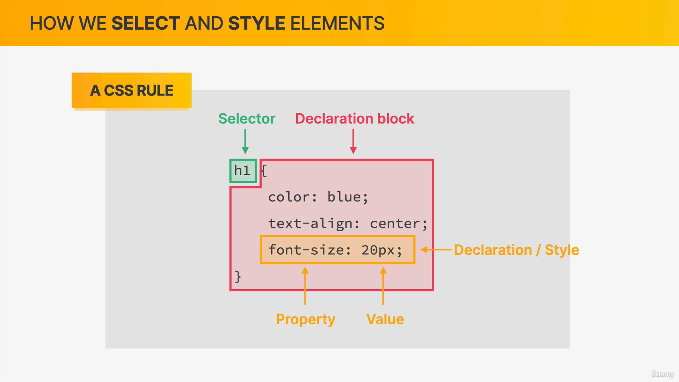 HOW WE SELECT AND STYLE ELEMENTS
A CSS RULE
Selector Declaration block
h1 {
color: blue;
text-align: center;
font-size: 20px; Declaration / Style
}
Property Value
Udemy